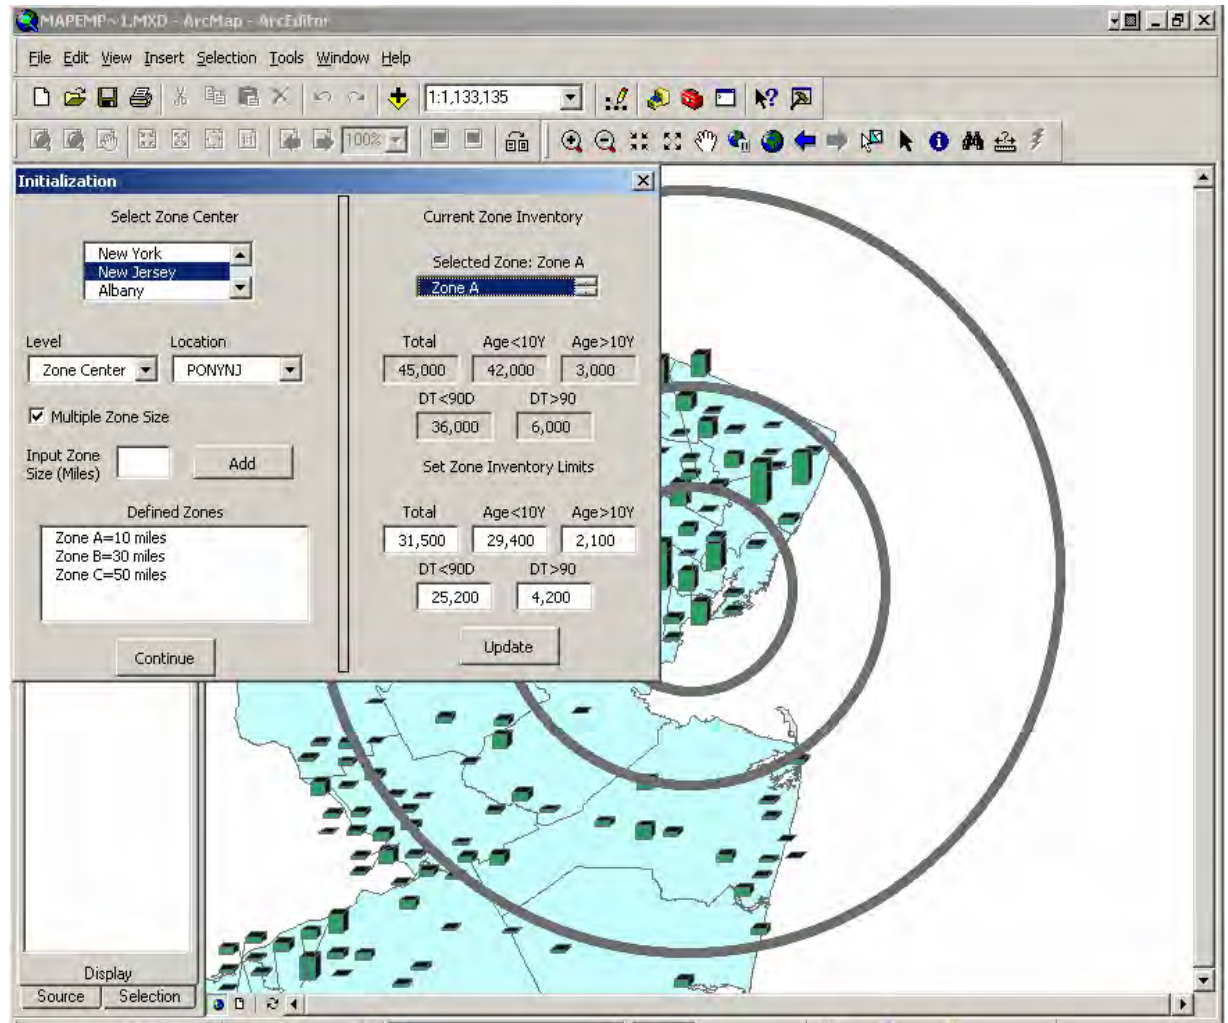 MAPEMP~1.MXD - ArcMap - ArcEditor
File Edit View Insert Selection Tools Window Help
1:1,133,135
100%
Initialization
Select Zone Center
New York
New Jersey
Albany
Level Location
Zone Center PONYNJ
Multiple Zone Size
Input Zone
Size (Miles)
Add
Defined Zones
Zone A=10 miles
Zone B=30 miles
Zone C=50 miles
Continue
Current Zone Inventory
Selected Zone: Zone A
Zone A
Total Age<10Y Age>10Y
45,000 42,000 3,000
DT<90D DT>90
36,000 6,000
Set Zone Inventory Limits
Total Age<10Y Age>10Y
31,500 29,400 2,100
DT<90D DT>90
25,200 4,200
Update
Display
Source Selection